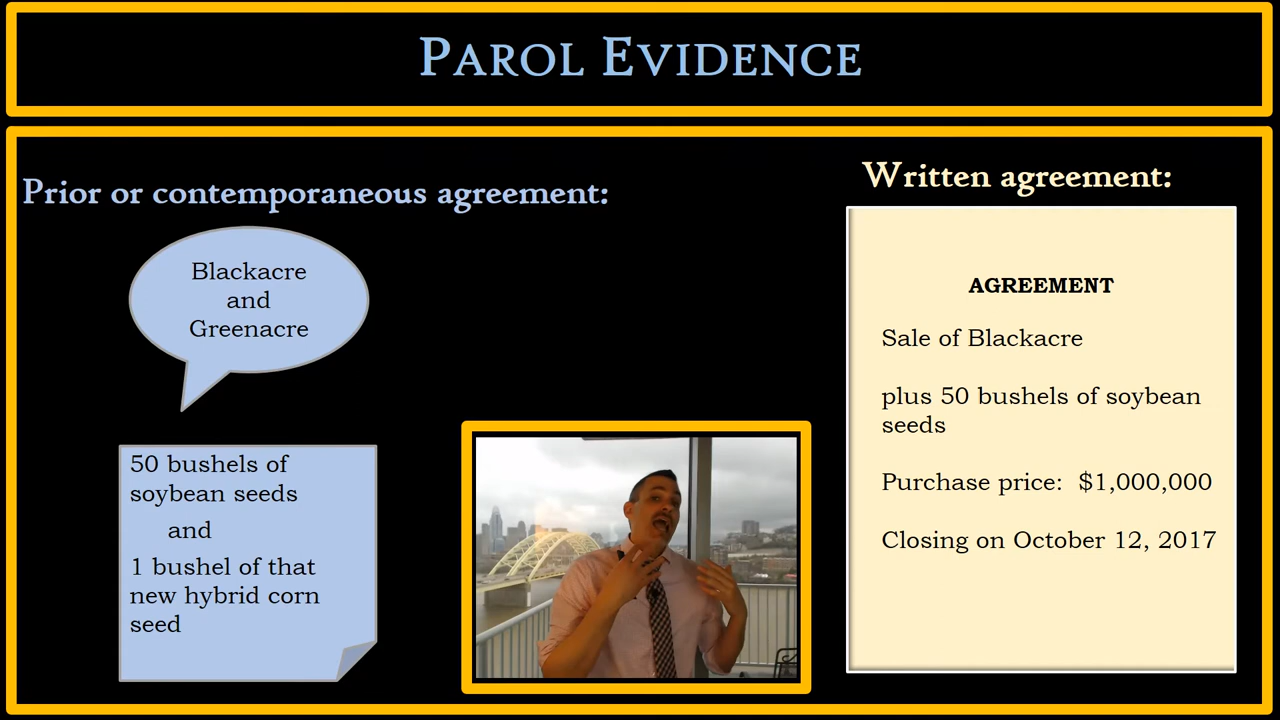 PAROL EVIDENCE
Prior or contemporaneous agreement:
Blackacre
and
Greenacre
50 bushels of
soybean seeds
and
1 bushel of that
new hybrid corn
seed
Written agreement:
AGREEMENT
Sale of Blackacre
plus 50 bushels of soybean
seeds
Purchase price: $1,000,000
Closing on October 12, 2017